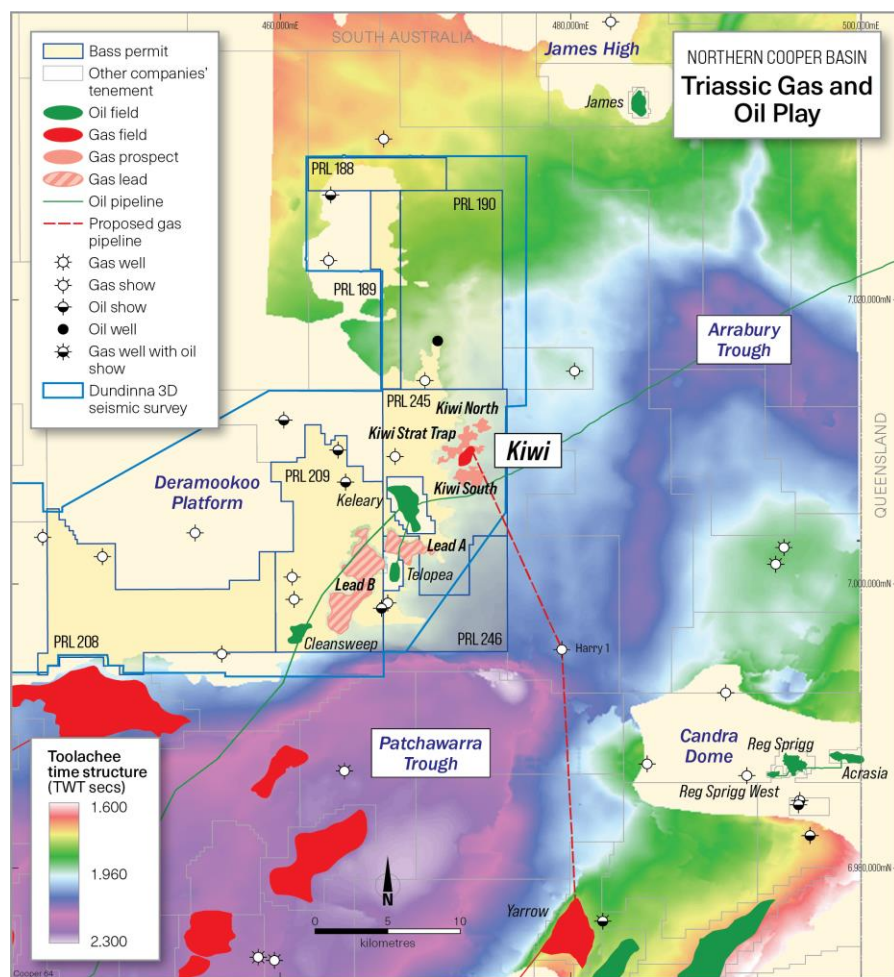 460,000mE
480,000mE
500,000mE
SOUTH AUSTRALIA
QUEENSLAND
NORTHERN COOPER BASIN
Triassic Gas and
Oil Play
Bass permit
Other companies'
tenement
Oil field
Gas field
Gas prospect
Gas lead
Oil pipeline
Proposed gas
pipeline
Gas well
Gas show
Oil show
Oil well
Gas well with oil
show
Dundinna 3D
seismic survey
James High
James
PRL 188
PRL 190
PRL 189
7,020,000mN
Arrabury
Trough
PRL 245
Kiwi North
Kiwi Strat Trap
Kiwi
Kiwi South
PRL 209
Deramookoo
Platform
Keleary
Lead A
Telopea
Lead B
7,000,000mN
Cleansweep
PRL 208
PRL 246
Harry 1
Patchawarra
Trough
Candra
Dome
Reg Sprigg
Acrasia
Reg Sprigg West
Toolachee
time structure
(TWT secs)
1.600
1.960
2.300
6,980,000mN
Yarrow
N
0 5 10
kilometres
Cooper 64